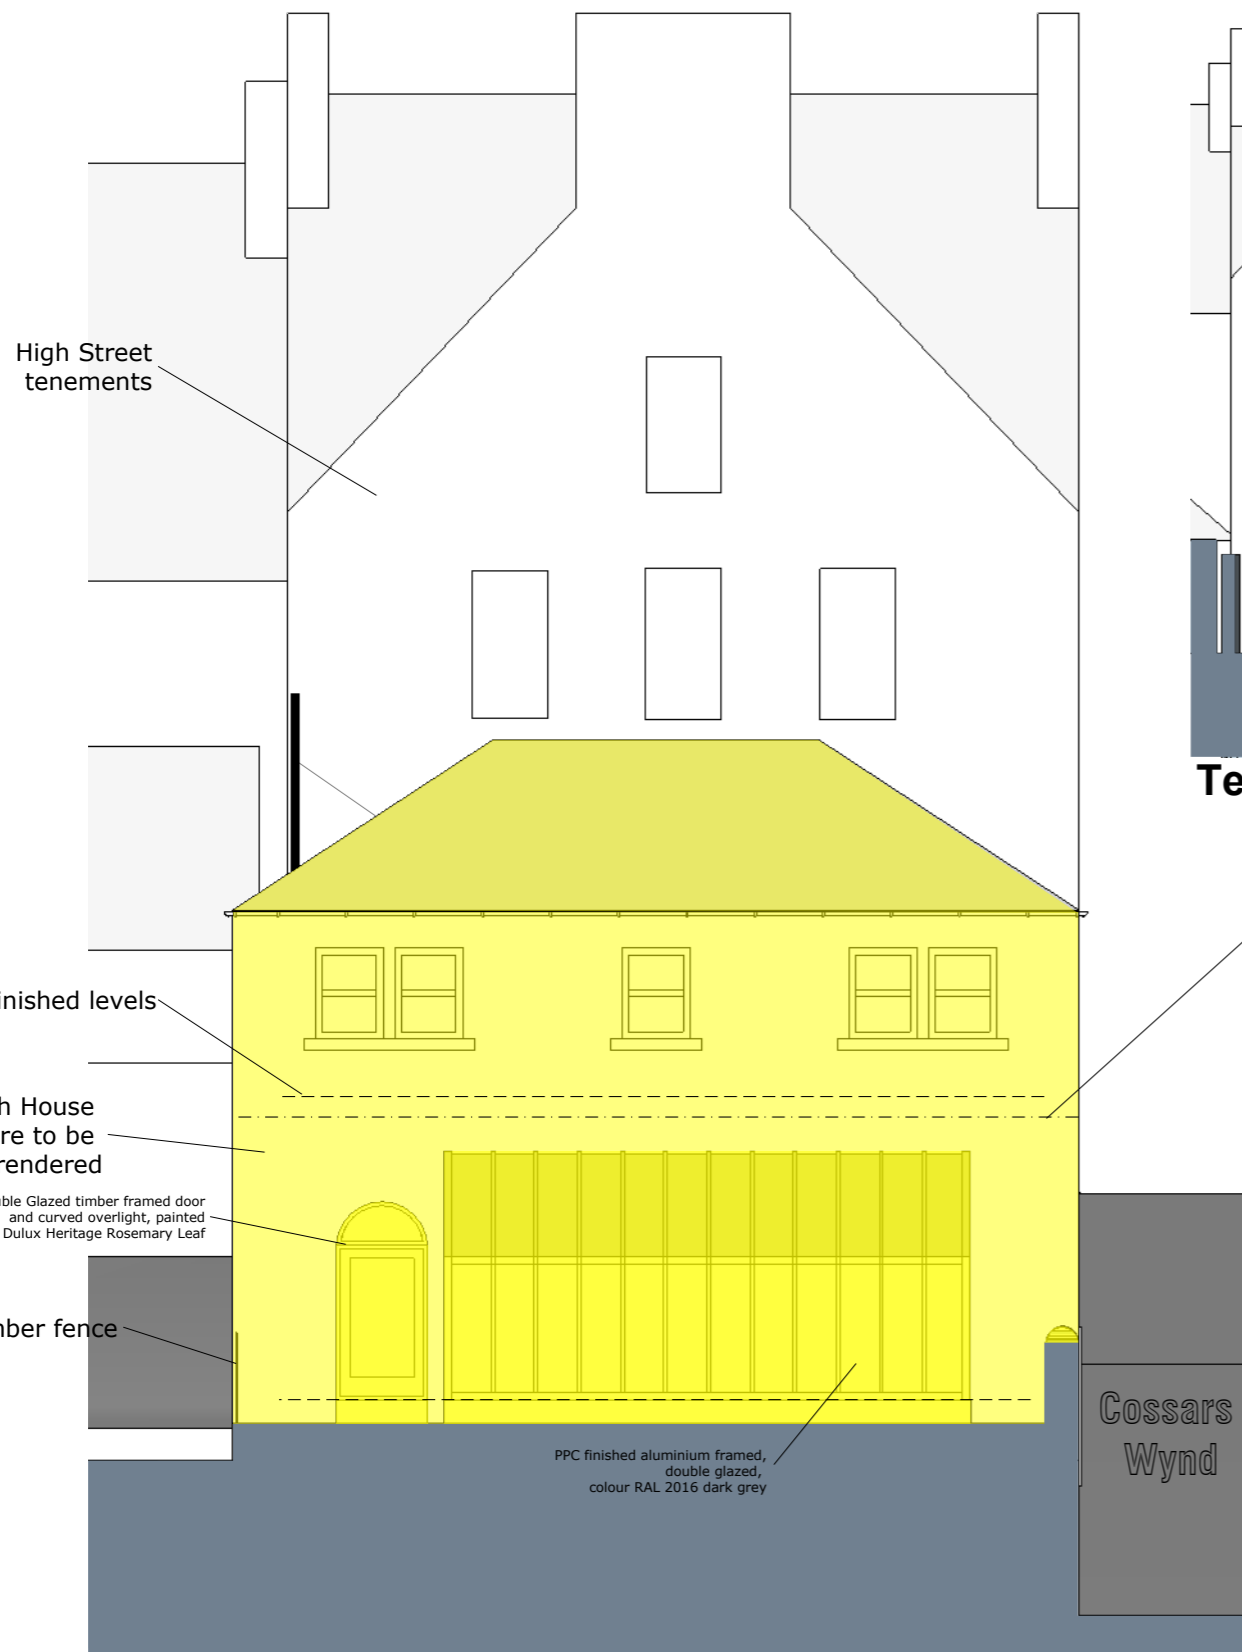 High Street
tenements
Te
inished levels
h House
re to be
rendered
ble Glazed timber framed door
and curved overlight, painted
Dulux Heritage Rosemary Leaf
ber fence
PPC finished aluminium framed,
double glazed,
colour RAL 2016 dark grey
Cossars
Wynd